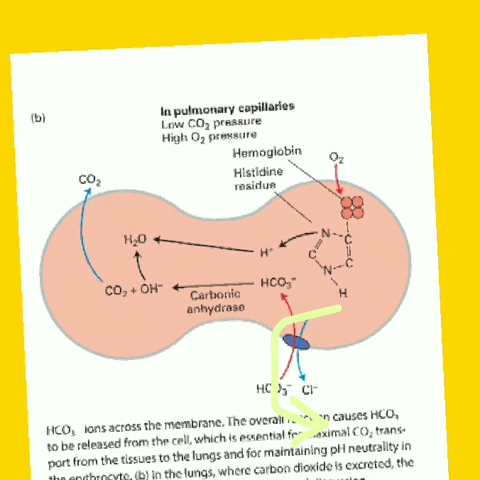 (b)
In pulmonary capillaries
Low CO₂ pressure
High O₂ pressure
Hemoglobin
O₂
Histidine
residue
CO₂
H₂O
H⁺
N
C
C
C
N
H
CO₂ + OH⁻
HCO₃⁻
Carbonic
anhydrase
HCO₃⁻ Cl⁻
HCO₃⁻ ions across the membrane. The overall causes HCO₃⁻
to be released from the cell, which is essential for maximal CO₂ trans-
port from the tissues to the lungs and for maintaining pH neutrality in
the erythrocyte. (b) In the lungs, where carbon dioxide is excreted, the